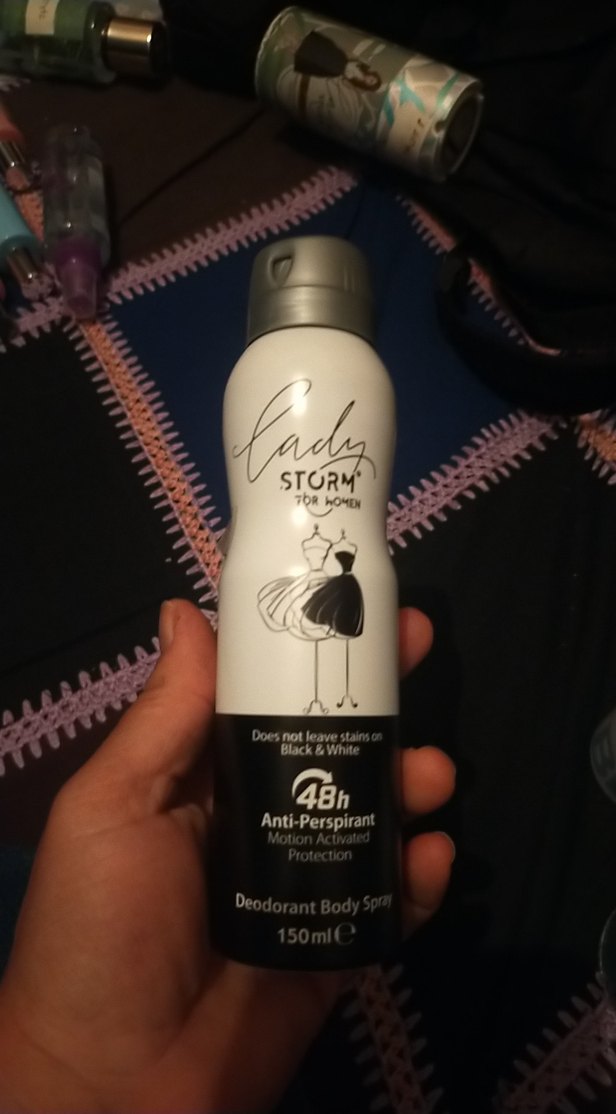 Lady
STORM®
FOR WOMEN
Does not leave stains on
Black & White
48h
Anti-Perspirant
Motion Activated
Protection
Deodorant Body Spray
150ml ℮